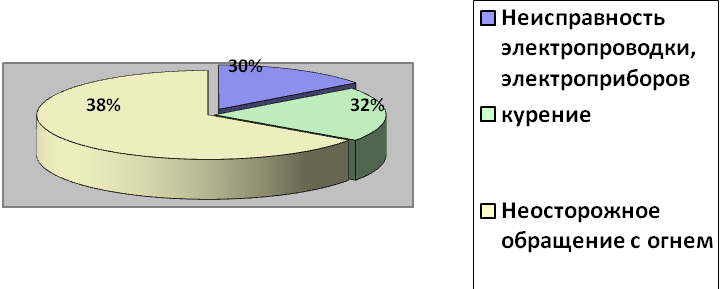 30%
32%
38%
Неисправность
электропроводки,
электроприборов
курение
Неосторожное
обращение с огнем